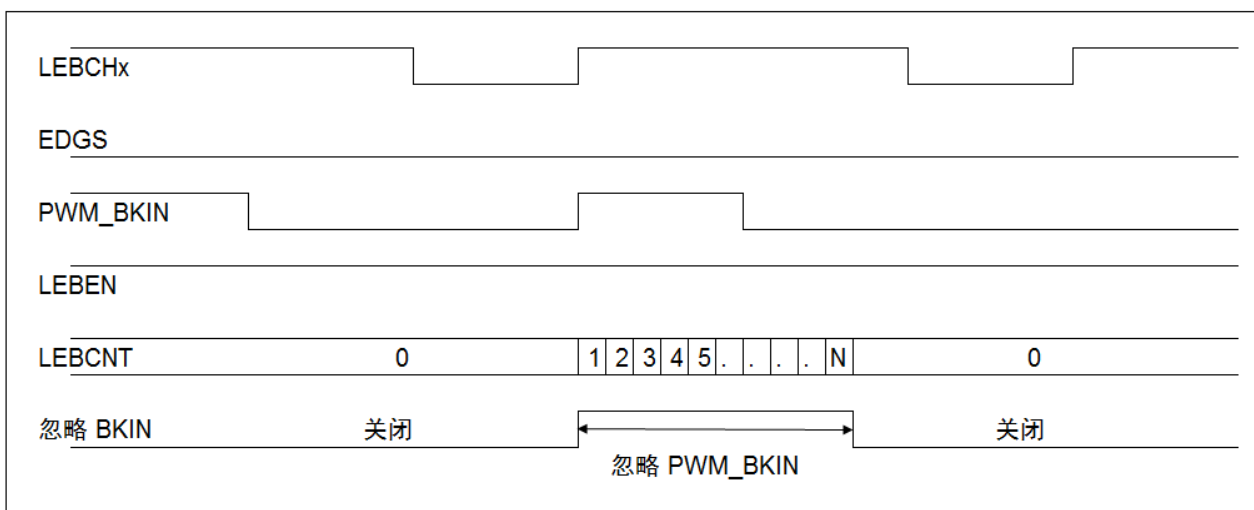 LEBCHx
EDGS
PWM_BKIN
LEBEN
LEBCNT 0 1 2 3 4 5 . . . . N 0
忽略 BKIN 关闭 关闭
忽略 PWM_BKIN